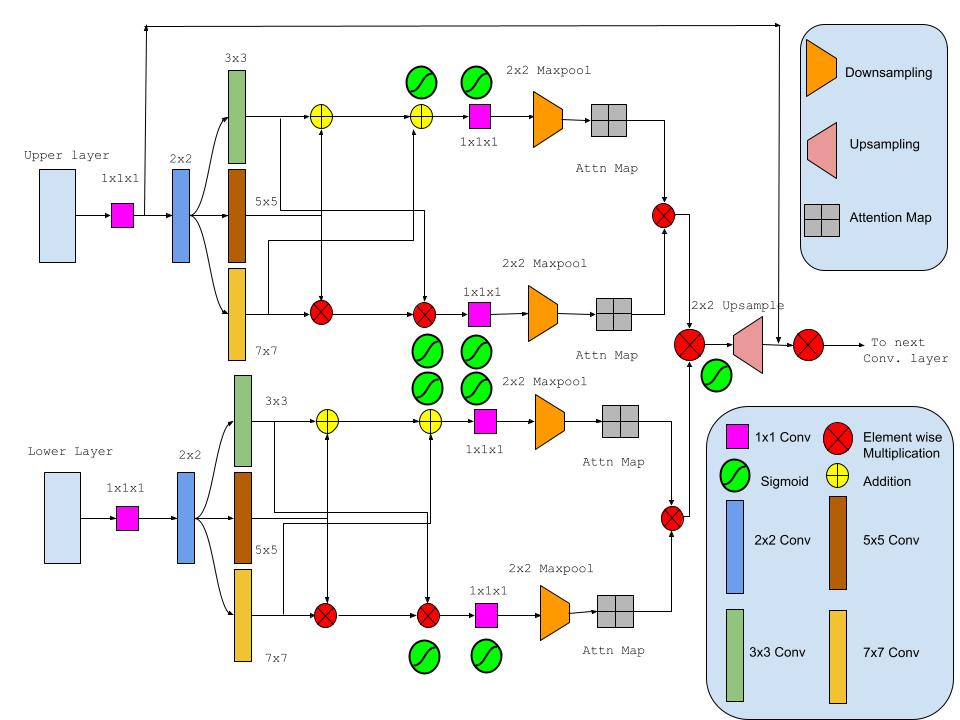 3x3
2x2 Maxpool
Downsampling
1x1x1
Upper layer
2x2
Upsampling
Attn Map
1x1x1
5x5
Attention Map
2x2 Maxpool
1x1x1
2x2 Upsample
7x7
Attn Map
To next
Conv. layer
2x2 Maxpool
3x3
1x1 Conv
Element wise
Multiplication
Lower Layer
2x2
1x1x1
Attn Map
Sigmoid
Addition
1x1x1
5x5
2x2 Conv
5x5 Conv
2x2 Maxpool
1x1x1
7x7
Attn Map
3x3 Conv
7x7 Conv